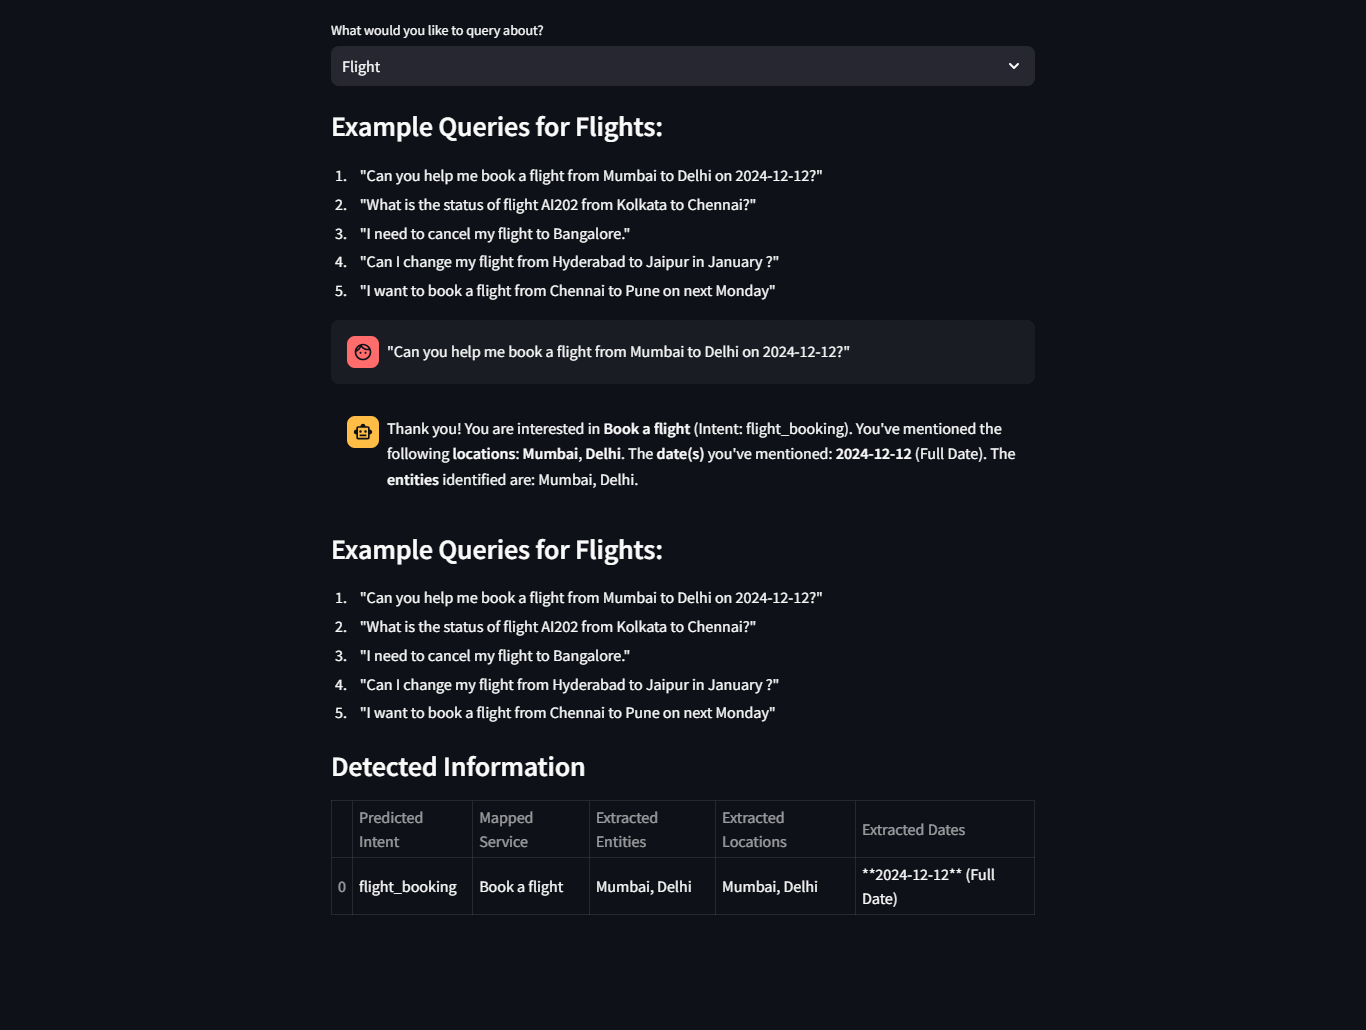 What would you like to query about?
Flight
Example Queries for Flights:
1. "Can you help me book a flight from Mumbai to Delhi on 2024-12-12?"
2. "What is the status of flight AI202 from Kolkata to Chennai?"
3. "I need to cancel my flight to Bangalore."
4. "Can I change my flight from Hyderabad to Jaipur in January ?"
5. "I want to book a flight from Chennai to Pune on next Monday"
"Can you help me book a flight from Mumbai to Delhi on 2024-12-12?"
Thank you! You are interested in Book a flight (Intent: flight_booking). You've mentioned the
following locations: Mumbai, Delhi. The date(s) you've mentioned: 2024-12-12 (Full Date). The
entities identified are: Mumbai, Delhi.
Example Queries for Flights:
1. "Can you help me book a flight from Mumbai to Delhi on 2024-12-12?"
2. "What is the status of flight AI202 from Kolkata to Chennai?"
3. "I need to cancel my flight to Bangalore."
4. "Can I change my flight from Hyderabad to Jaipur in January ?"
5. "I want to book a flight from Chennai to Pune on next Monday"
Detected Information
Predicted Intent Mapped Service Extracted Entities Extracted Locations Extracted Dates
0 flight_booking Book a flight Mumbai, Delhi Mumbai, Delhi **2024-12-12** (Full Date)